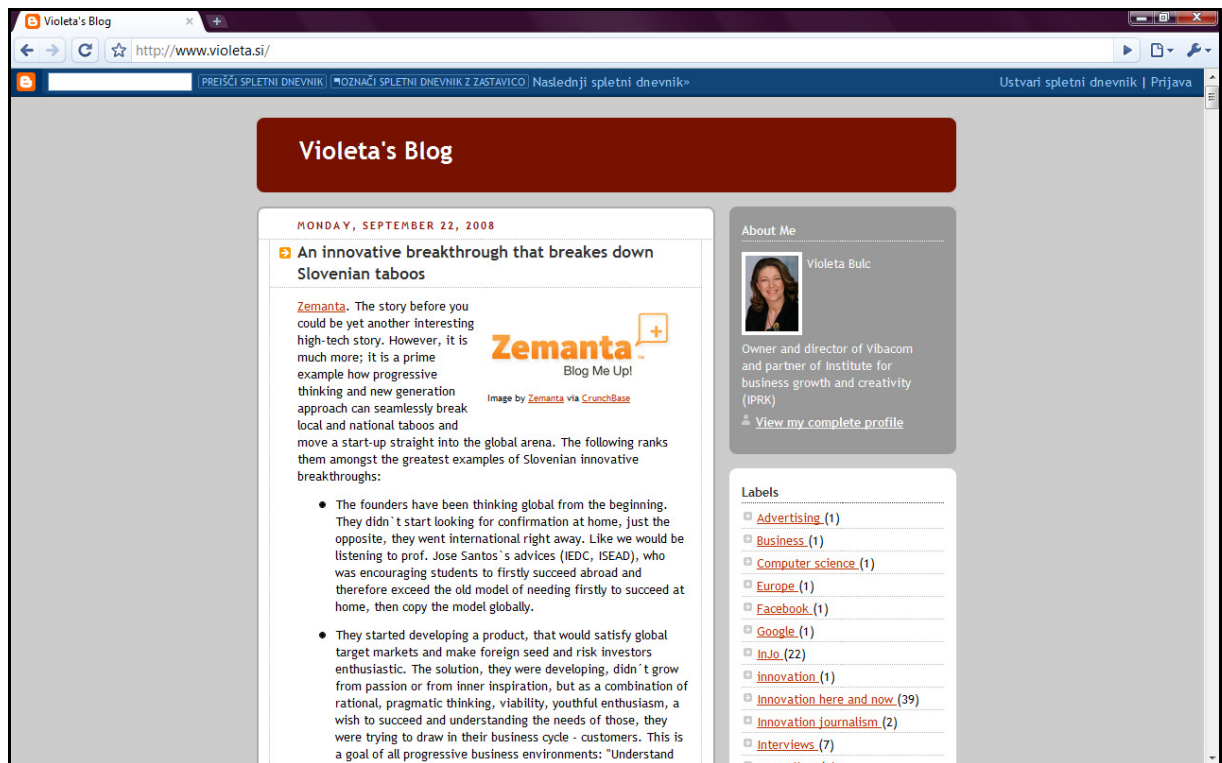 Violeta's Blog
http://www.violeta.si/
PREIŠČI SPLETNI DNEVNIK OZNAČI SPLETNI DNEVNIK Z ZASTAVICO Naslednji spletni dnevnik» Ustvari spletni dnevnik | Prijava
Violeta's Blog
MONDAY, SEPTEMBER 22, 2008
An innovative breakthrough that breakes down
Slovenian taboos
Zemanta. The story before you
could be yet another interesting
high-tech story. However, it is
much more; it is a prime
example how progressive
thinking and new generation
approach can seamlessly break
local and national taboos and
move a start-up straight into the global arena. The following ranks
them amongst the greatest examples of Slovenian innovative
breakthroughs:
Zemanta
Blog Me Up!
Image by Zemanta via CrunchBase
The founders have been thinking global from the beginning.
They didn`t start looking for confirmation at home, just the
opposite, they went international right away. Like we would be
listening to prof. Jose Santos`s advices (IEDC, ISEAD), who
was encouraging students to firstly succeed abroad and
therefore exceed the old model of needing firstly to succeed at
home, then copy the model globally.
They started developing a product, that would satisfy global
target markets and make foreign seed and risk investors
enthusiastic. The solution, they were developing, didn´t grow
from passion or from inner inspiration, but as a combination of
rational, pragmatic thinking, viability, youthful enthusiasm, a
wish to succeed and understanding the needs of those, they
were trying to draw in their business cycle - customers. This is
a goal of all progressive business environments: "Understand
About Me
Violeta Bulc
Owner and director of Vibacom
and partner of Institute for
business growth and creativity
(IPRK)
View my complete profile
Labels
Advertising (1)
Business (1)
Computer science (1)
Europe (1)
Facebook (1)
Google (1)
InJo (22)
innovation (1)
Innovation here and now (39)
Innovation journalism (2)
Interviews (7)